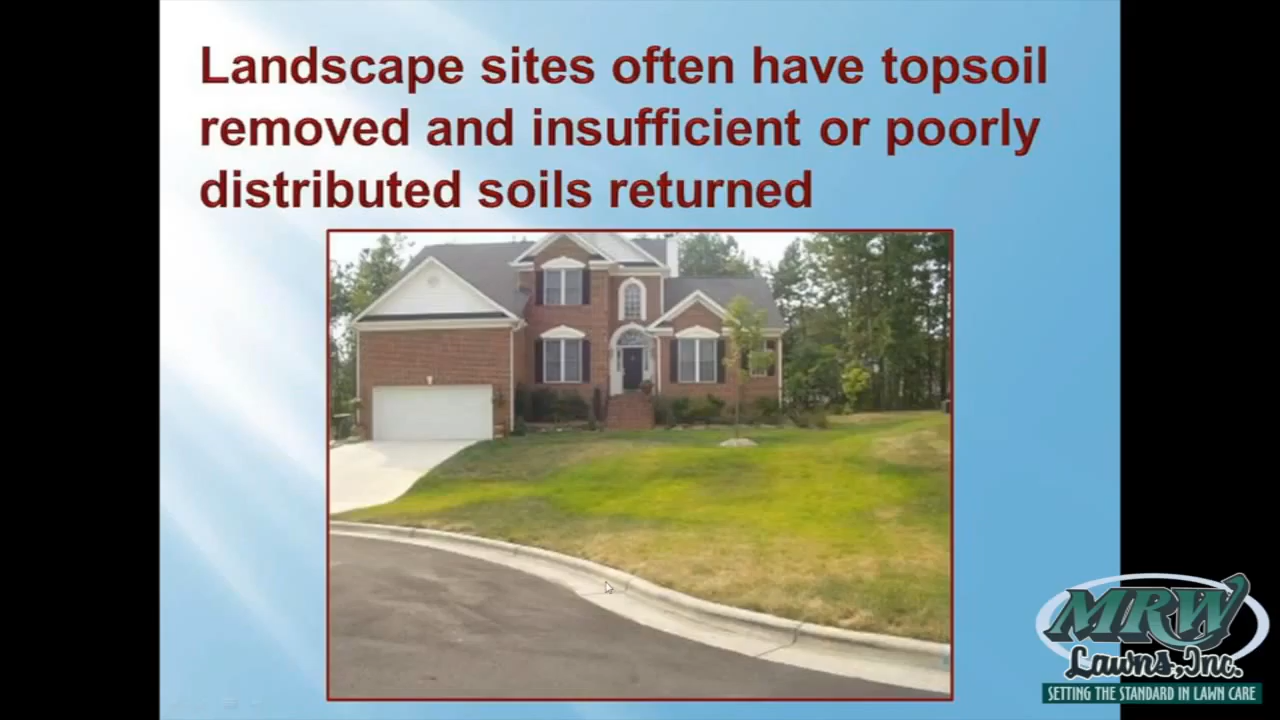 Landscape sites often have topsoil
removed and insufficient or poorly
distributed soils returned
MRW
Lawns, Inc.
SETTING THE STANDARD IN LAWN CARE